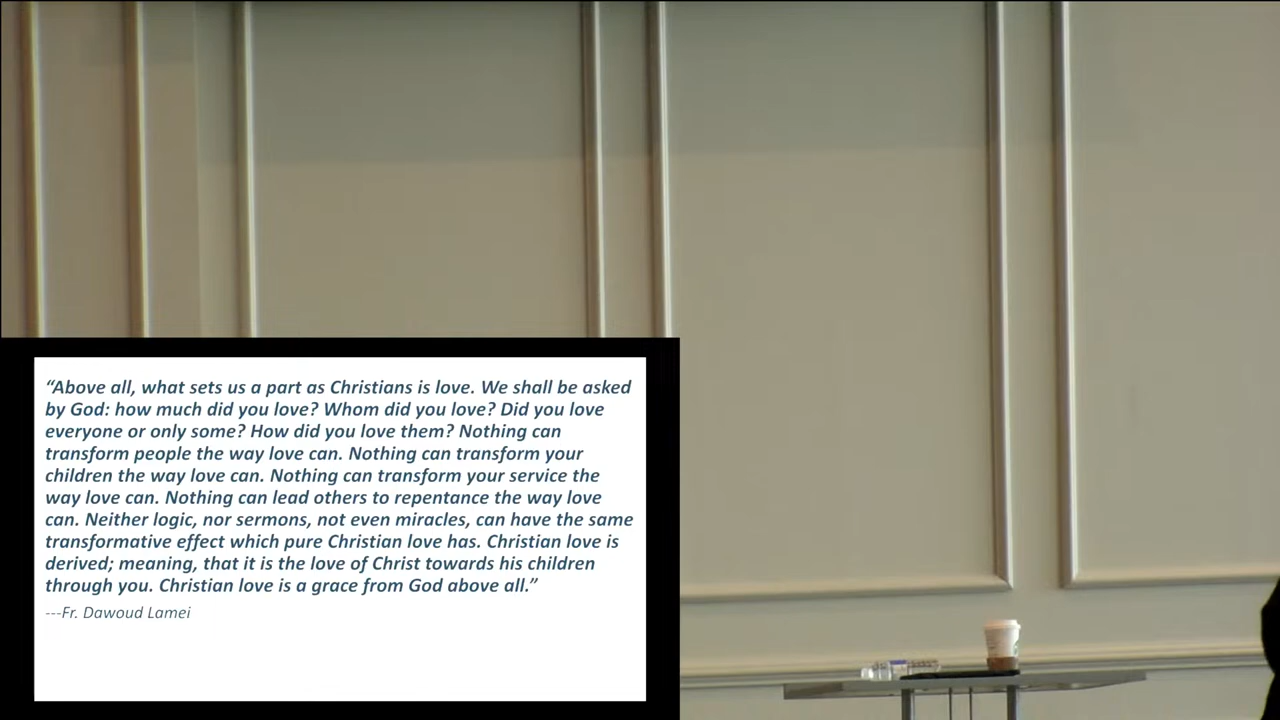 “Above all, what sets us a part as Christians is love. We shall be asked
by God: how much did you love? Whom did you love? Did you love
everyone or only some? How did you love them? Nothing can
transform people the way love can. Nothing can transform your
children the way love can. Nothing can transform your service the
way love can. Nothing can lead others to repentance the way love
can. Neither logic, nor sermons, not even miracles, can have the same
transformative effect which pure Christian love has. Christian love is
derived; meaning, that it is the love of Christ towards his children
through you. Christian love is a grace from God above all.”
---Fr. Dawoud Lamei